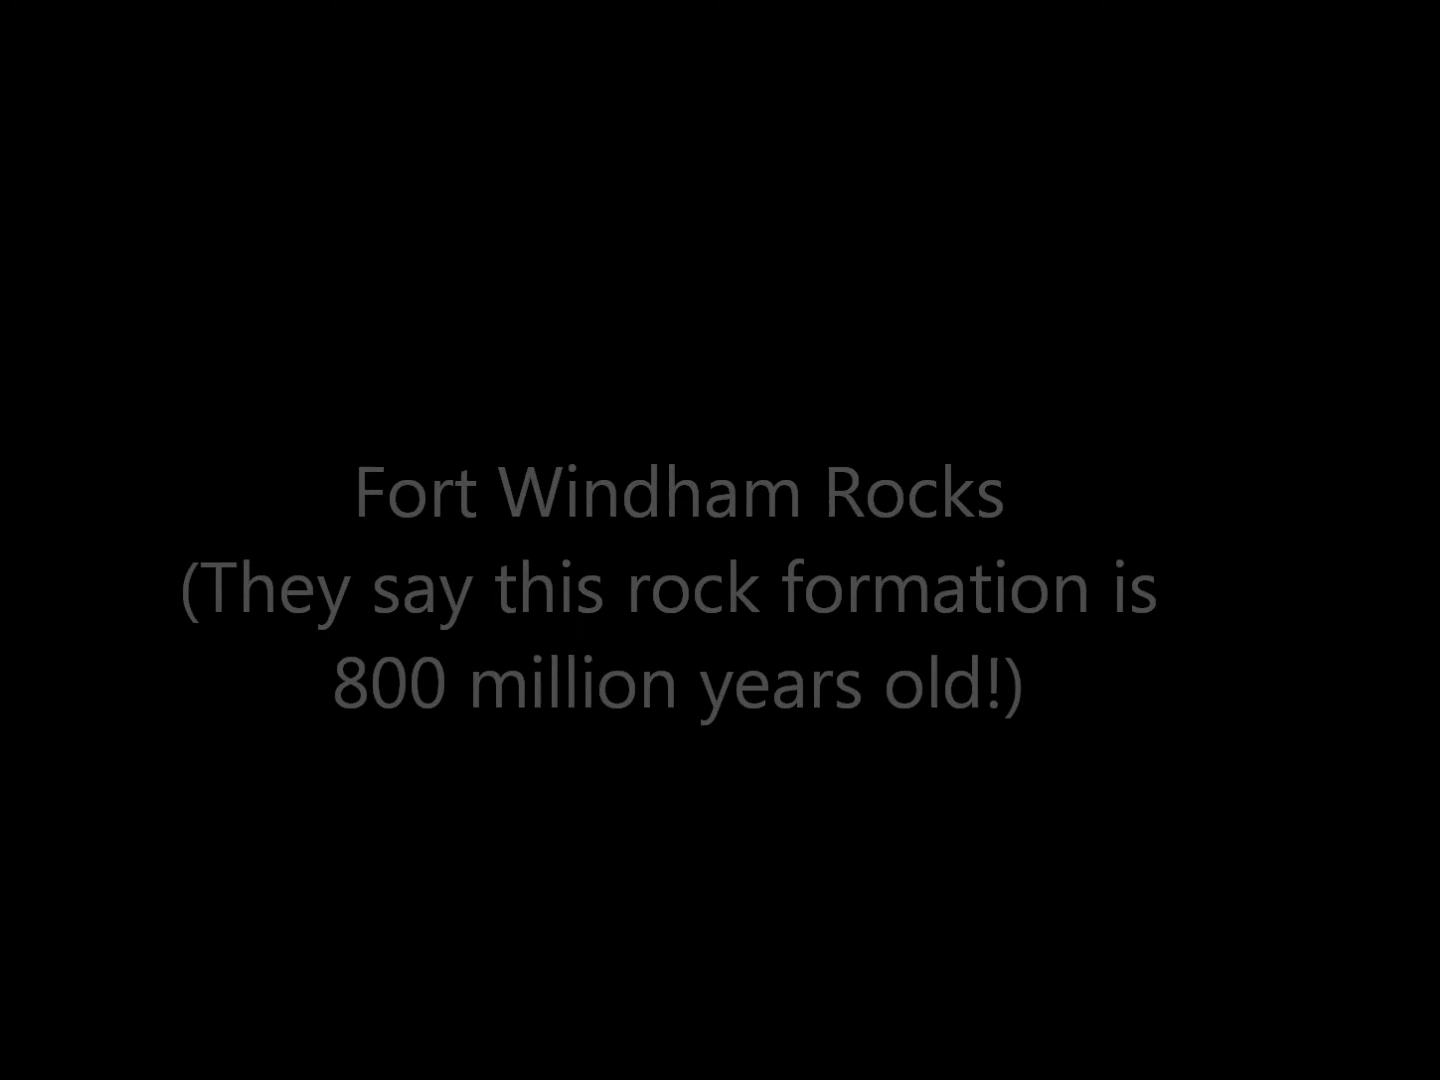 Fort Windham Rocks
(They say this rock formation is
800 million years old!)